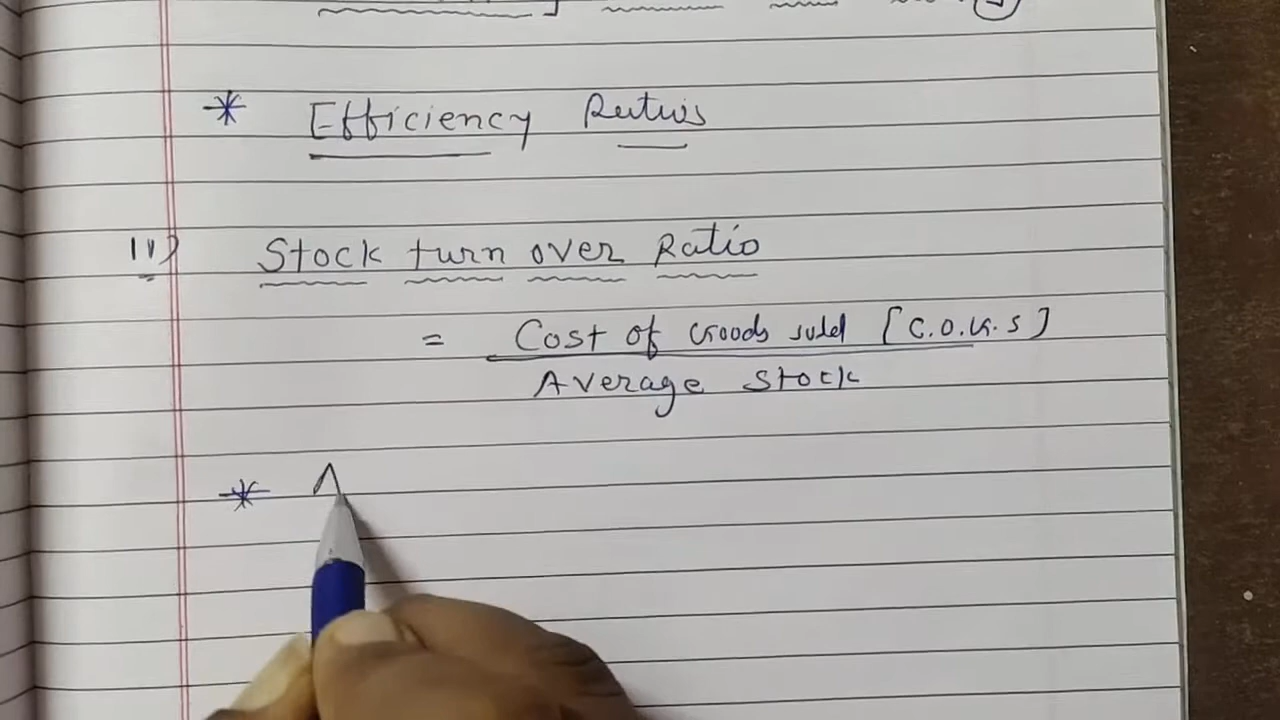 * Efficiency Ratios
11) Stock turn over Ratio
= Cost of Goods sold [C.O.G.S]
Average Stock
* A